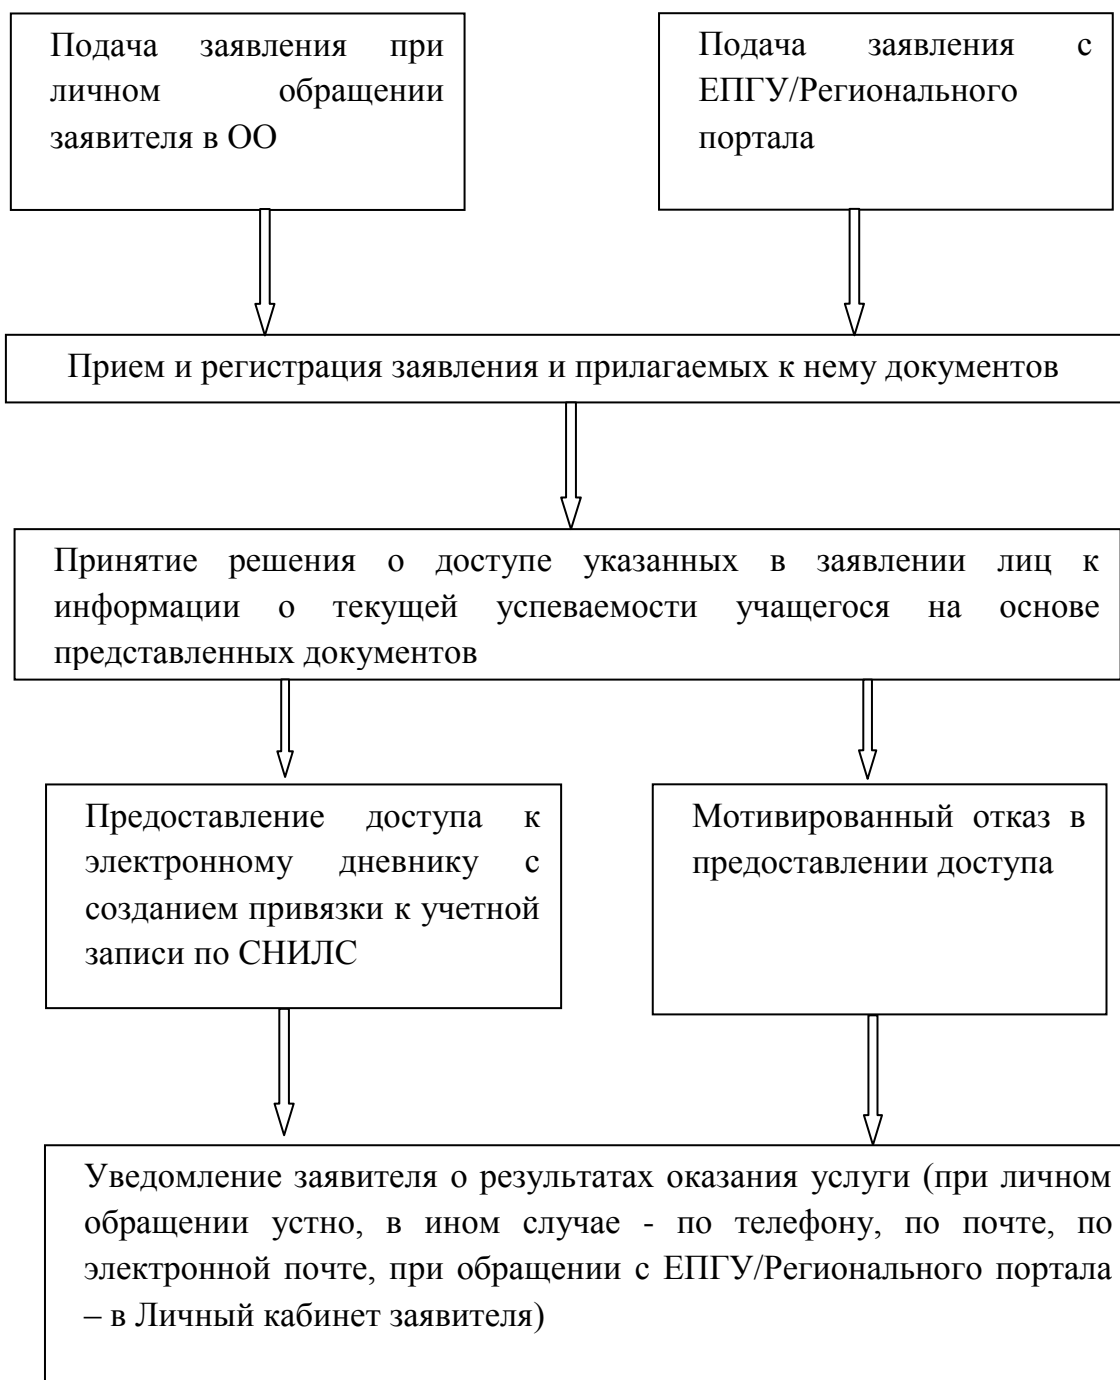 Подача заявления при
личном обращении
заявителя в ОО
Подача заявления с
ЕПГУ/Регионального
портала
Прием и регистрация заявления и прилагаемых к нему документов
Принятие решения о доступе указанных в заявлении лиц к
информации о текущей успеваемости учащегося на основе
представленных документов
Предоставление доступа к
электронному дневнику с
созданием привязки к учетной
записи по СНИЛС
Мотивированный отказ в
предоставлении доступа
Уведомление заявителя о результатах оказания услуги (при личном
обращении устно, в ином случае - по телефону, по почте, по
электронной почте, при обращении с ЕПГУ/Регионального портала
– в Личный кабинет заявителя)